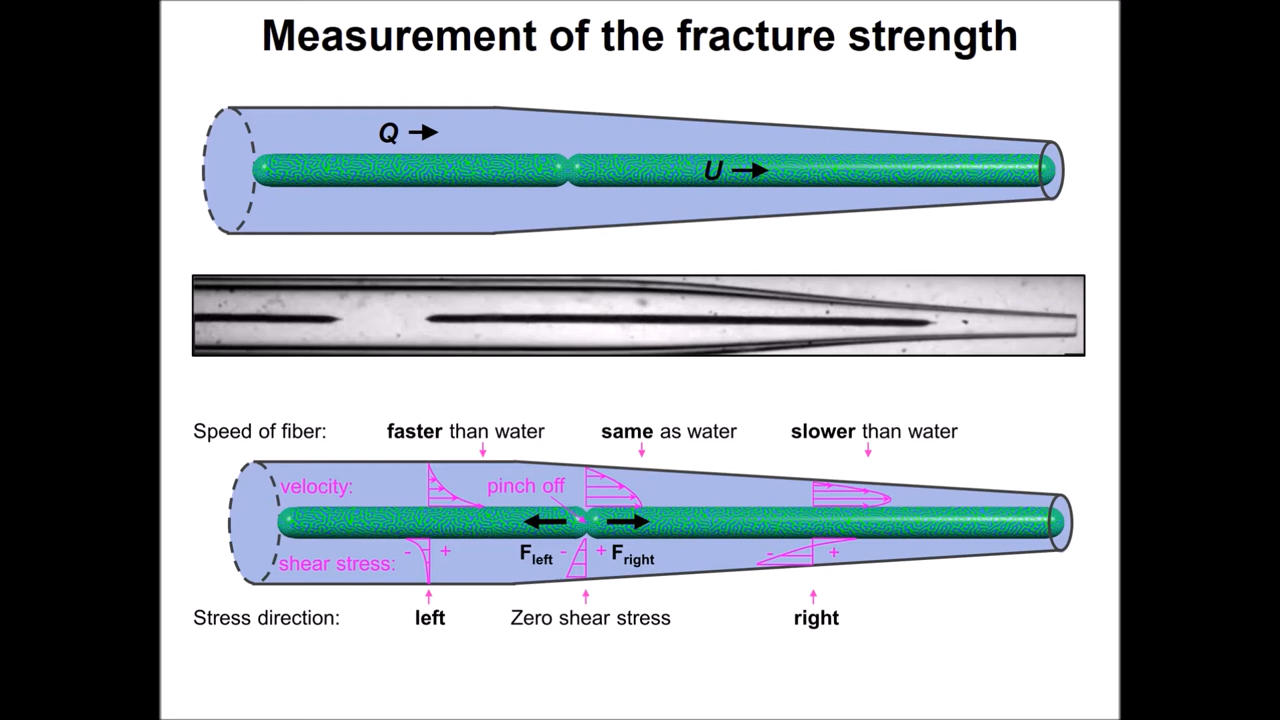 Measurement of the fracture strength
Q
U
Speed of fiber: faster than water same as water slower than water
velocity: pinch off
- + F left - + F right - +
shear stress:
Stress direction: left Zero shear stress right